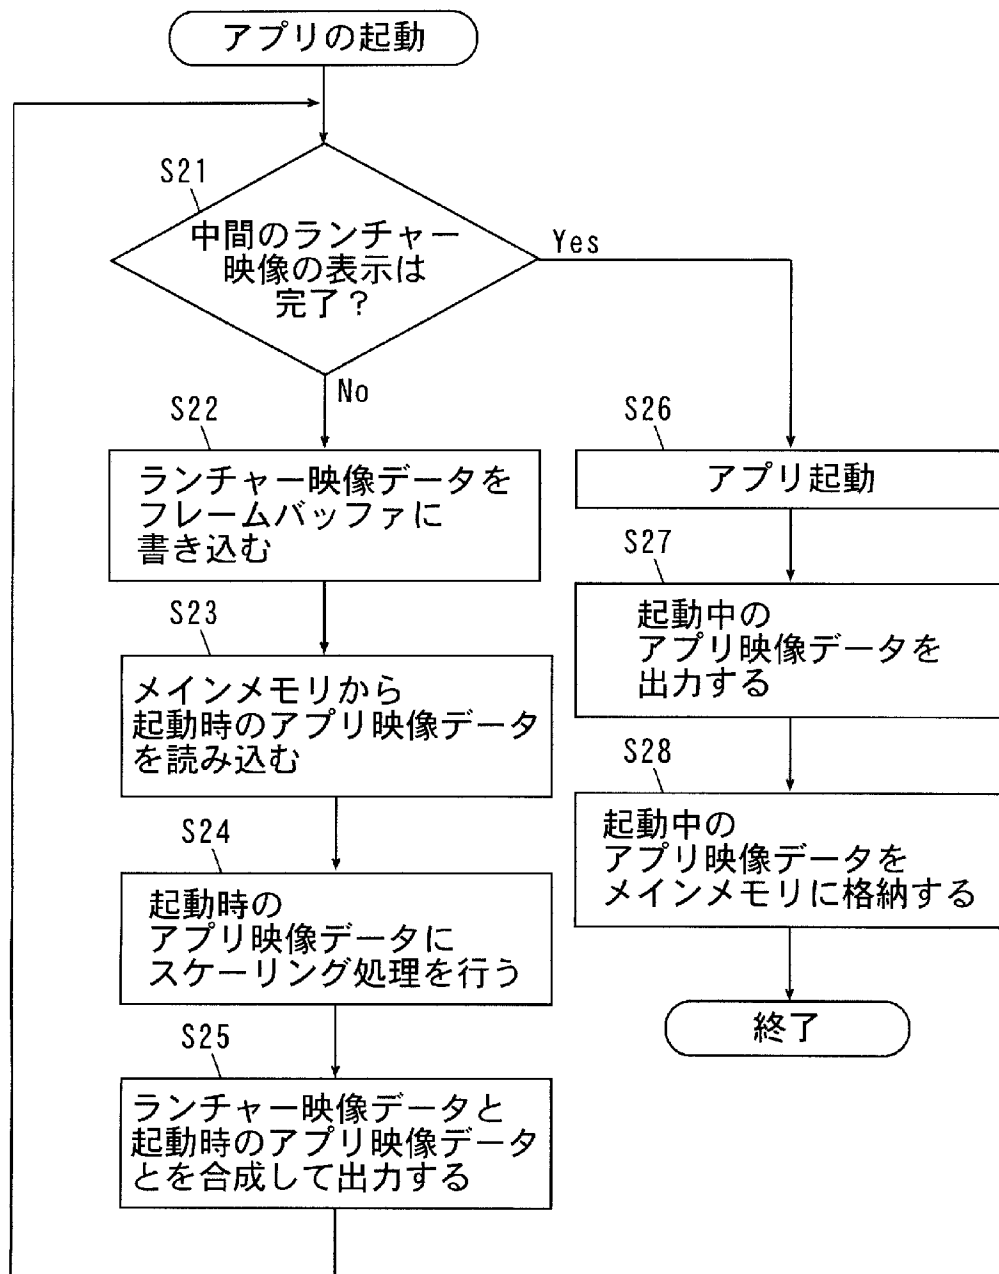 アプリの起動
S21
中間のランチャー
映像の表示は
完了?
Yes
No
S22
ランチャー映像データを
フレームバッファに
書き込む
S23
メインメモリから
起動時のアプリ映像データ
を読み込む
S24
起動時の
アプリ映像データに
スケーリング処理を行う
S25
ランチャー映像データと
起動時のアプリ映像データ
とを合成して出力する
S26
アプリ起動
S27
起動中の
アプリ映像データを
出力する
S28
起動中の
アプリ映像データを
メインメモリに格納する
終了